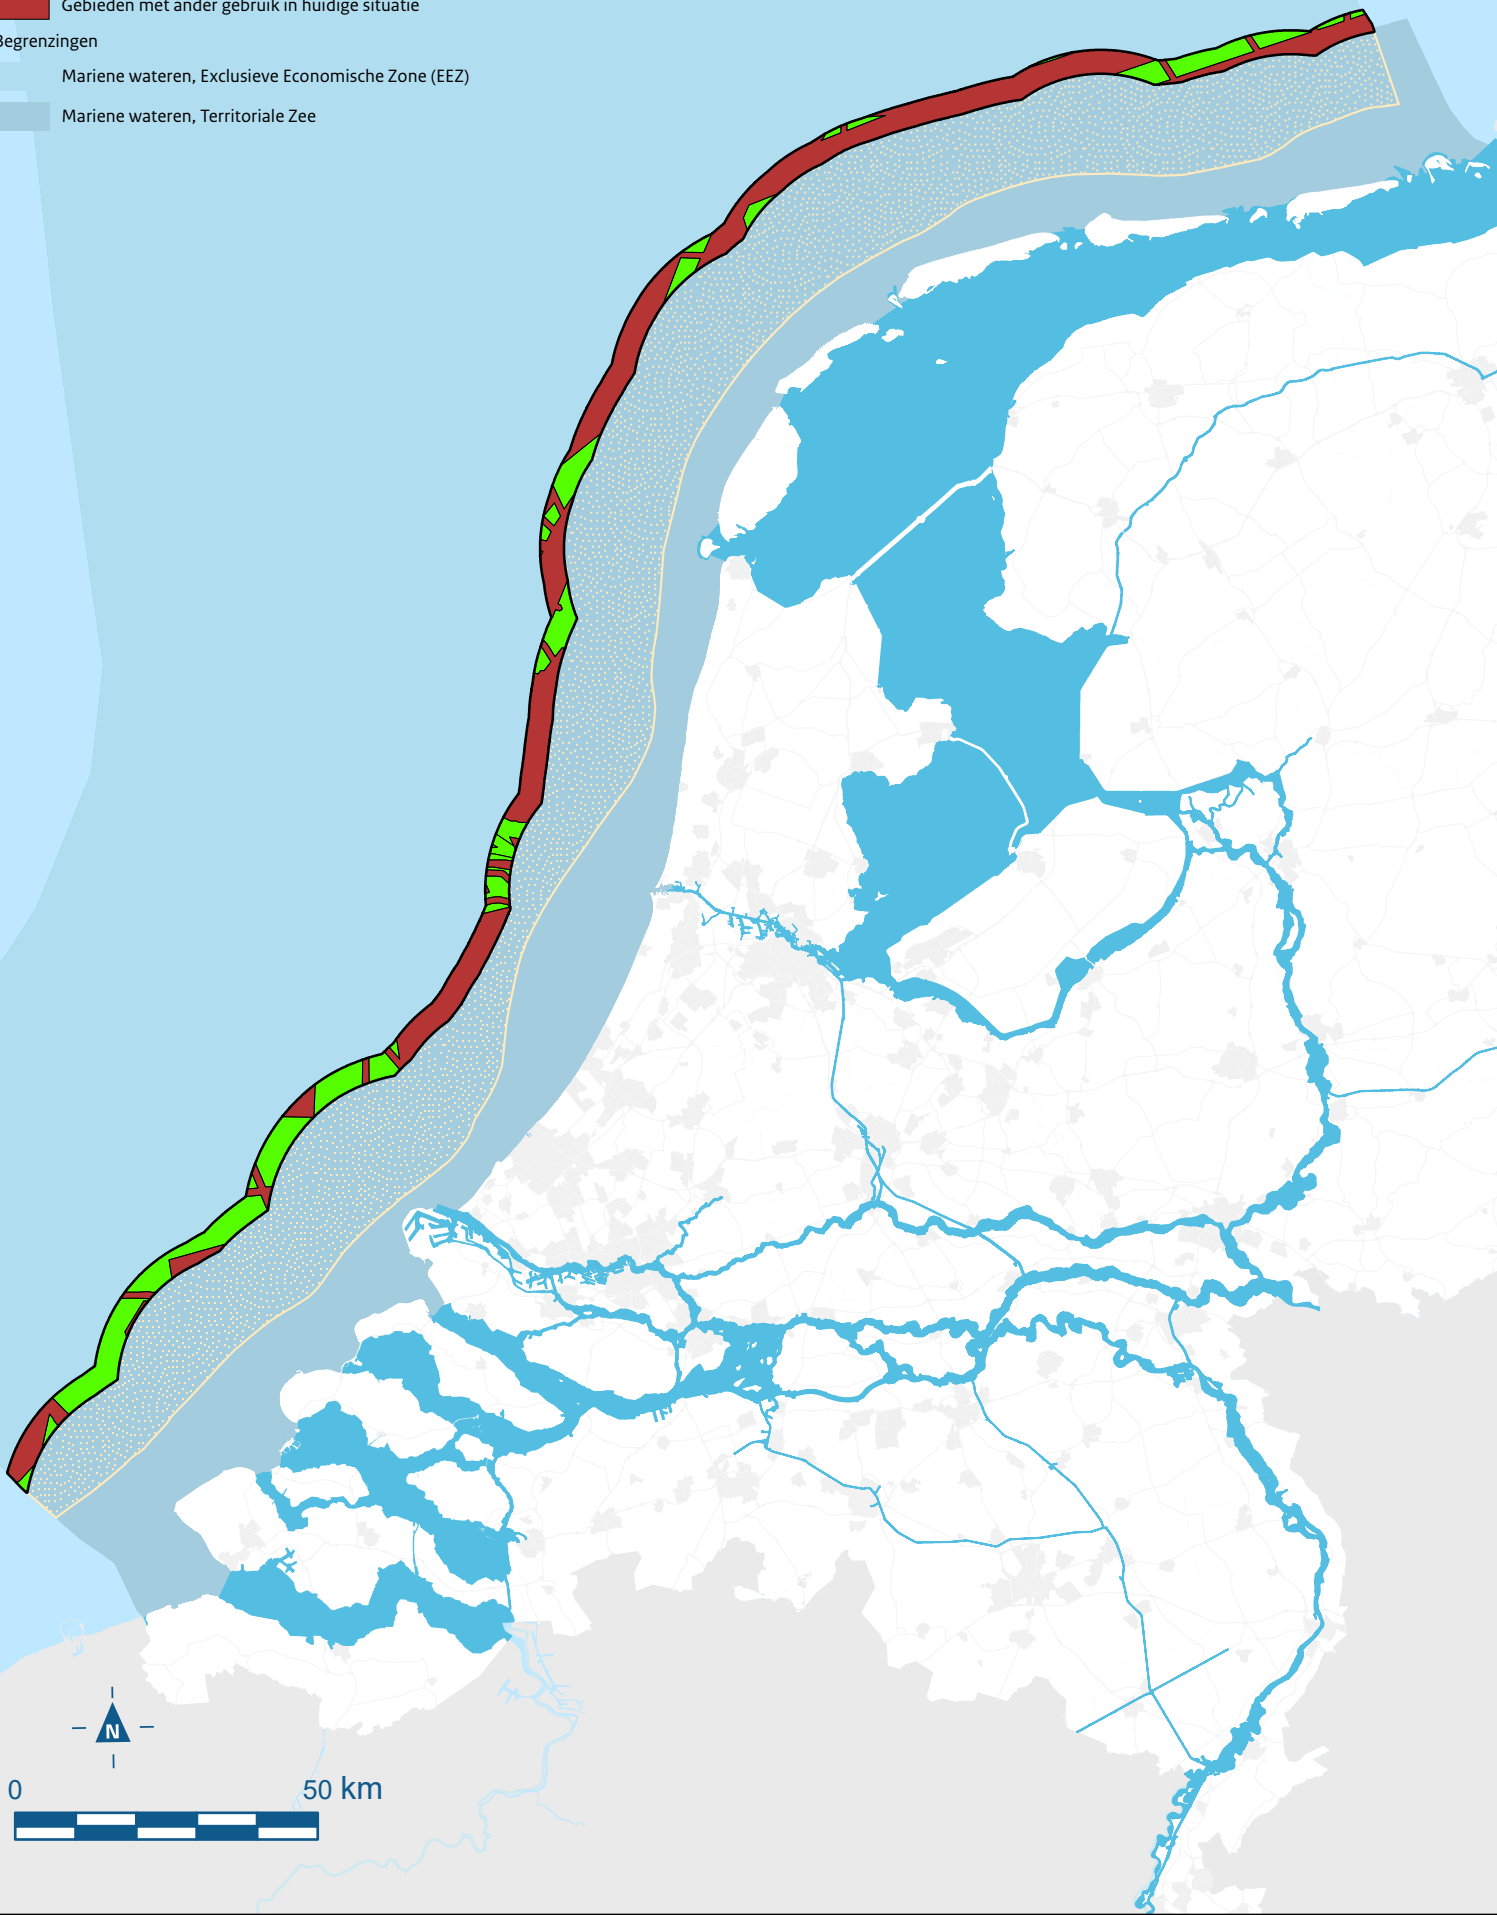 Gebieden met ander gebruik in huidige situatie
Begrenzingen
Mariene wateren, Exclusieve Economische Zone (EEZ)
Mariene wateren, Territoriale Zee
N
0 50 km